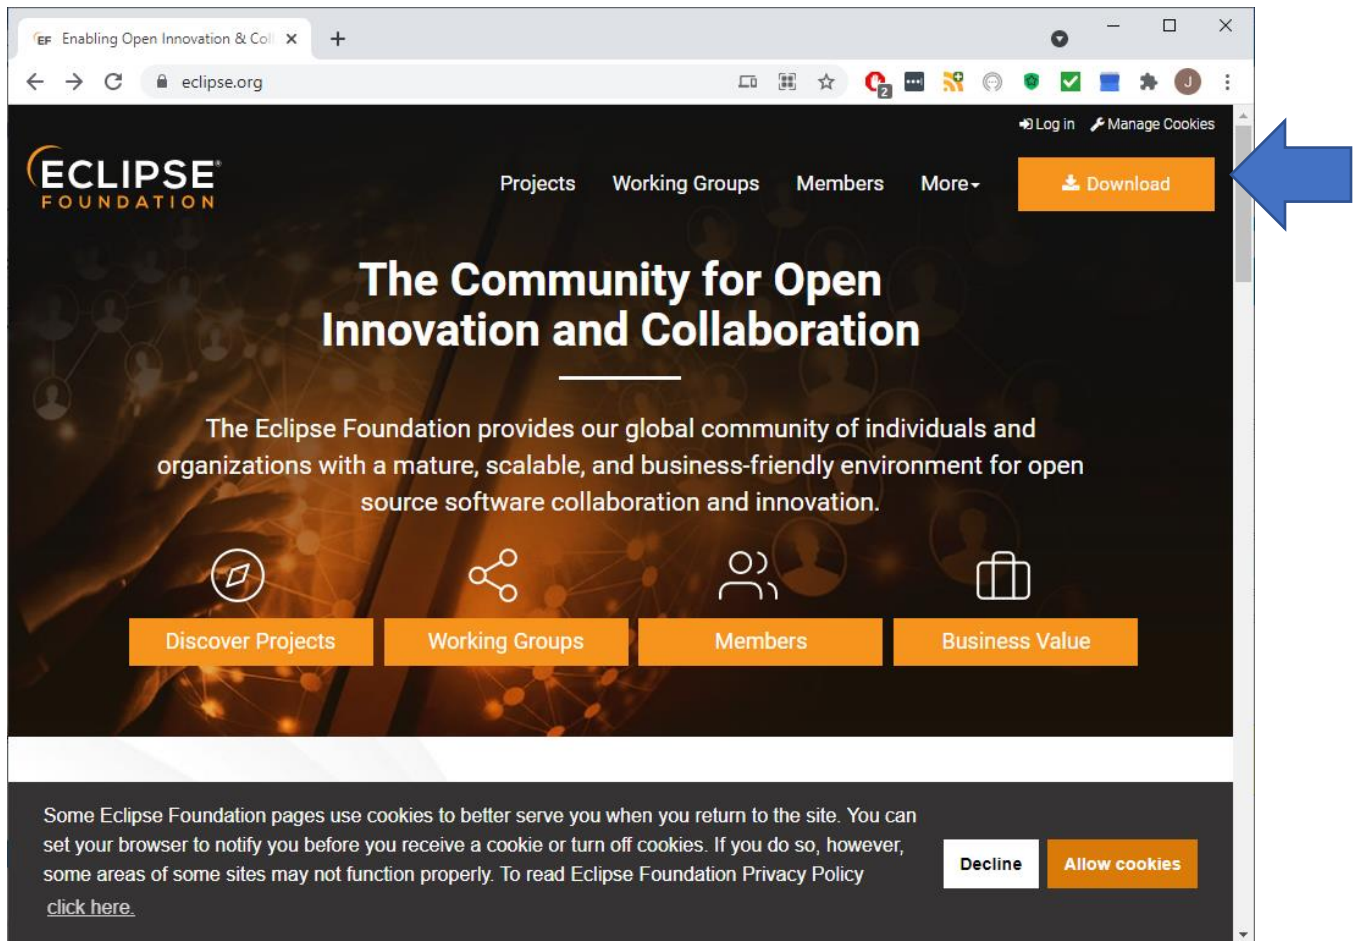 EF Enabling Open Innovation & Col
eclipse.org
2
J
Log in Manage Cookies
ECLIPSE®
FOUNDATION
Projects Working Groups Members More
Download
The Community for Open
Innovation and Collaboration
The Eclipse Foundation provides our global community of individuals and
organizations with a mature, scalable, and business-friendly environment for open
source software collaboration and innovation.
Discover Projects Working Groups Members Business Value
Some Eclipse Foundation pages use cookies to better serve you when you return to the site. You can
set your browser to notify you before you receive a cookie or turn off cookies. If you do so, however,
some areas of some sites may not function properly. To read Eclipse Foundation Privacy Policy
click here.
Decline Allow cookies